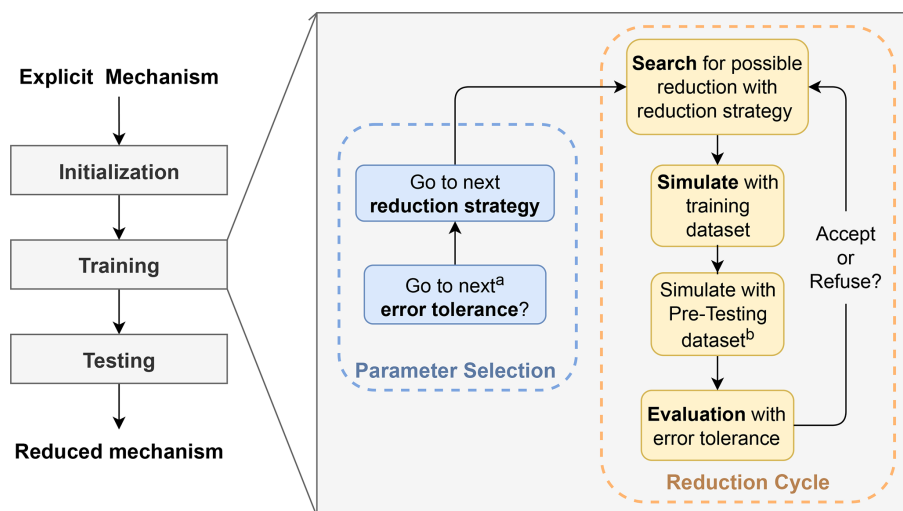 Explicit Mechanism
Initialization
Training
Testing
Reduced mechanism
Go to next
reduction strategy
Go to nextᵃ
error tolerance?
Parameter Selection
Search for possible
reduction with
reduction strategy
Simulate with
training
dataset
Simulate with
Pre-Testing
datasetᵇ
Evaluation with
error tolerance
Accept
or
Refuse?
Reduction Cycle